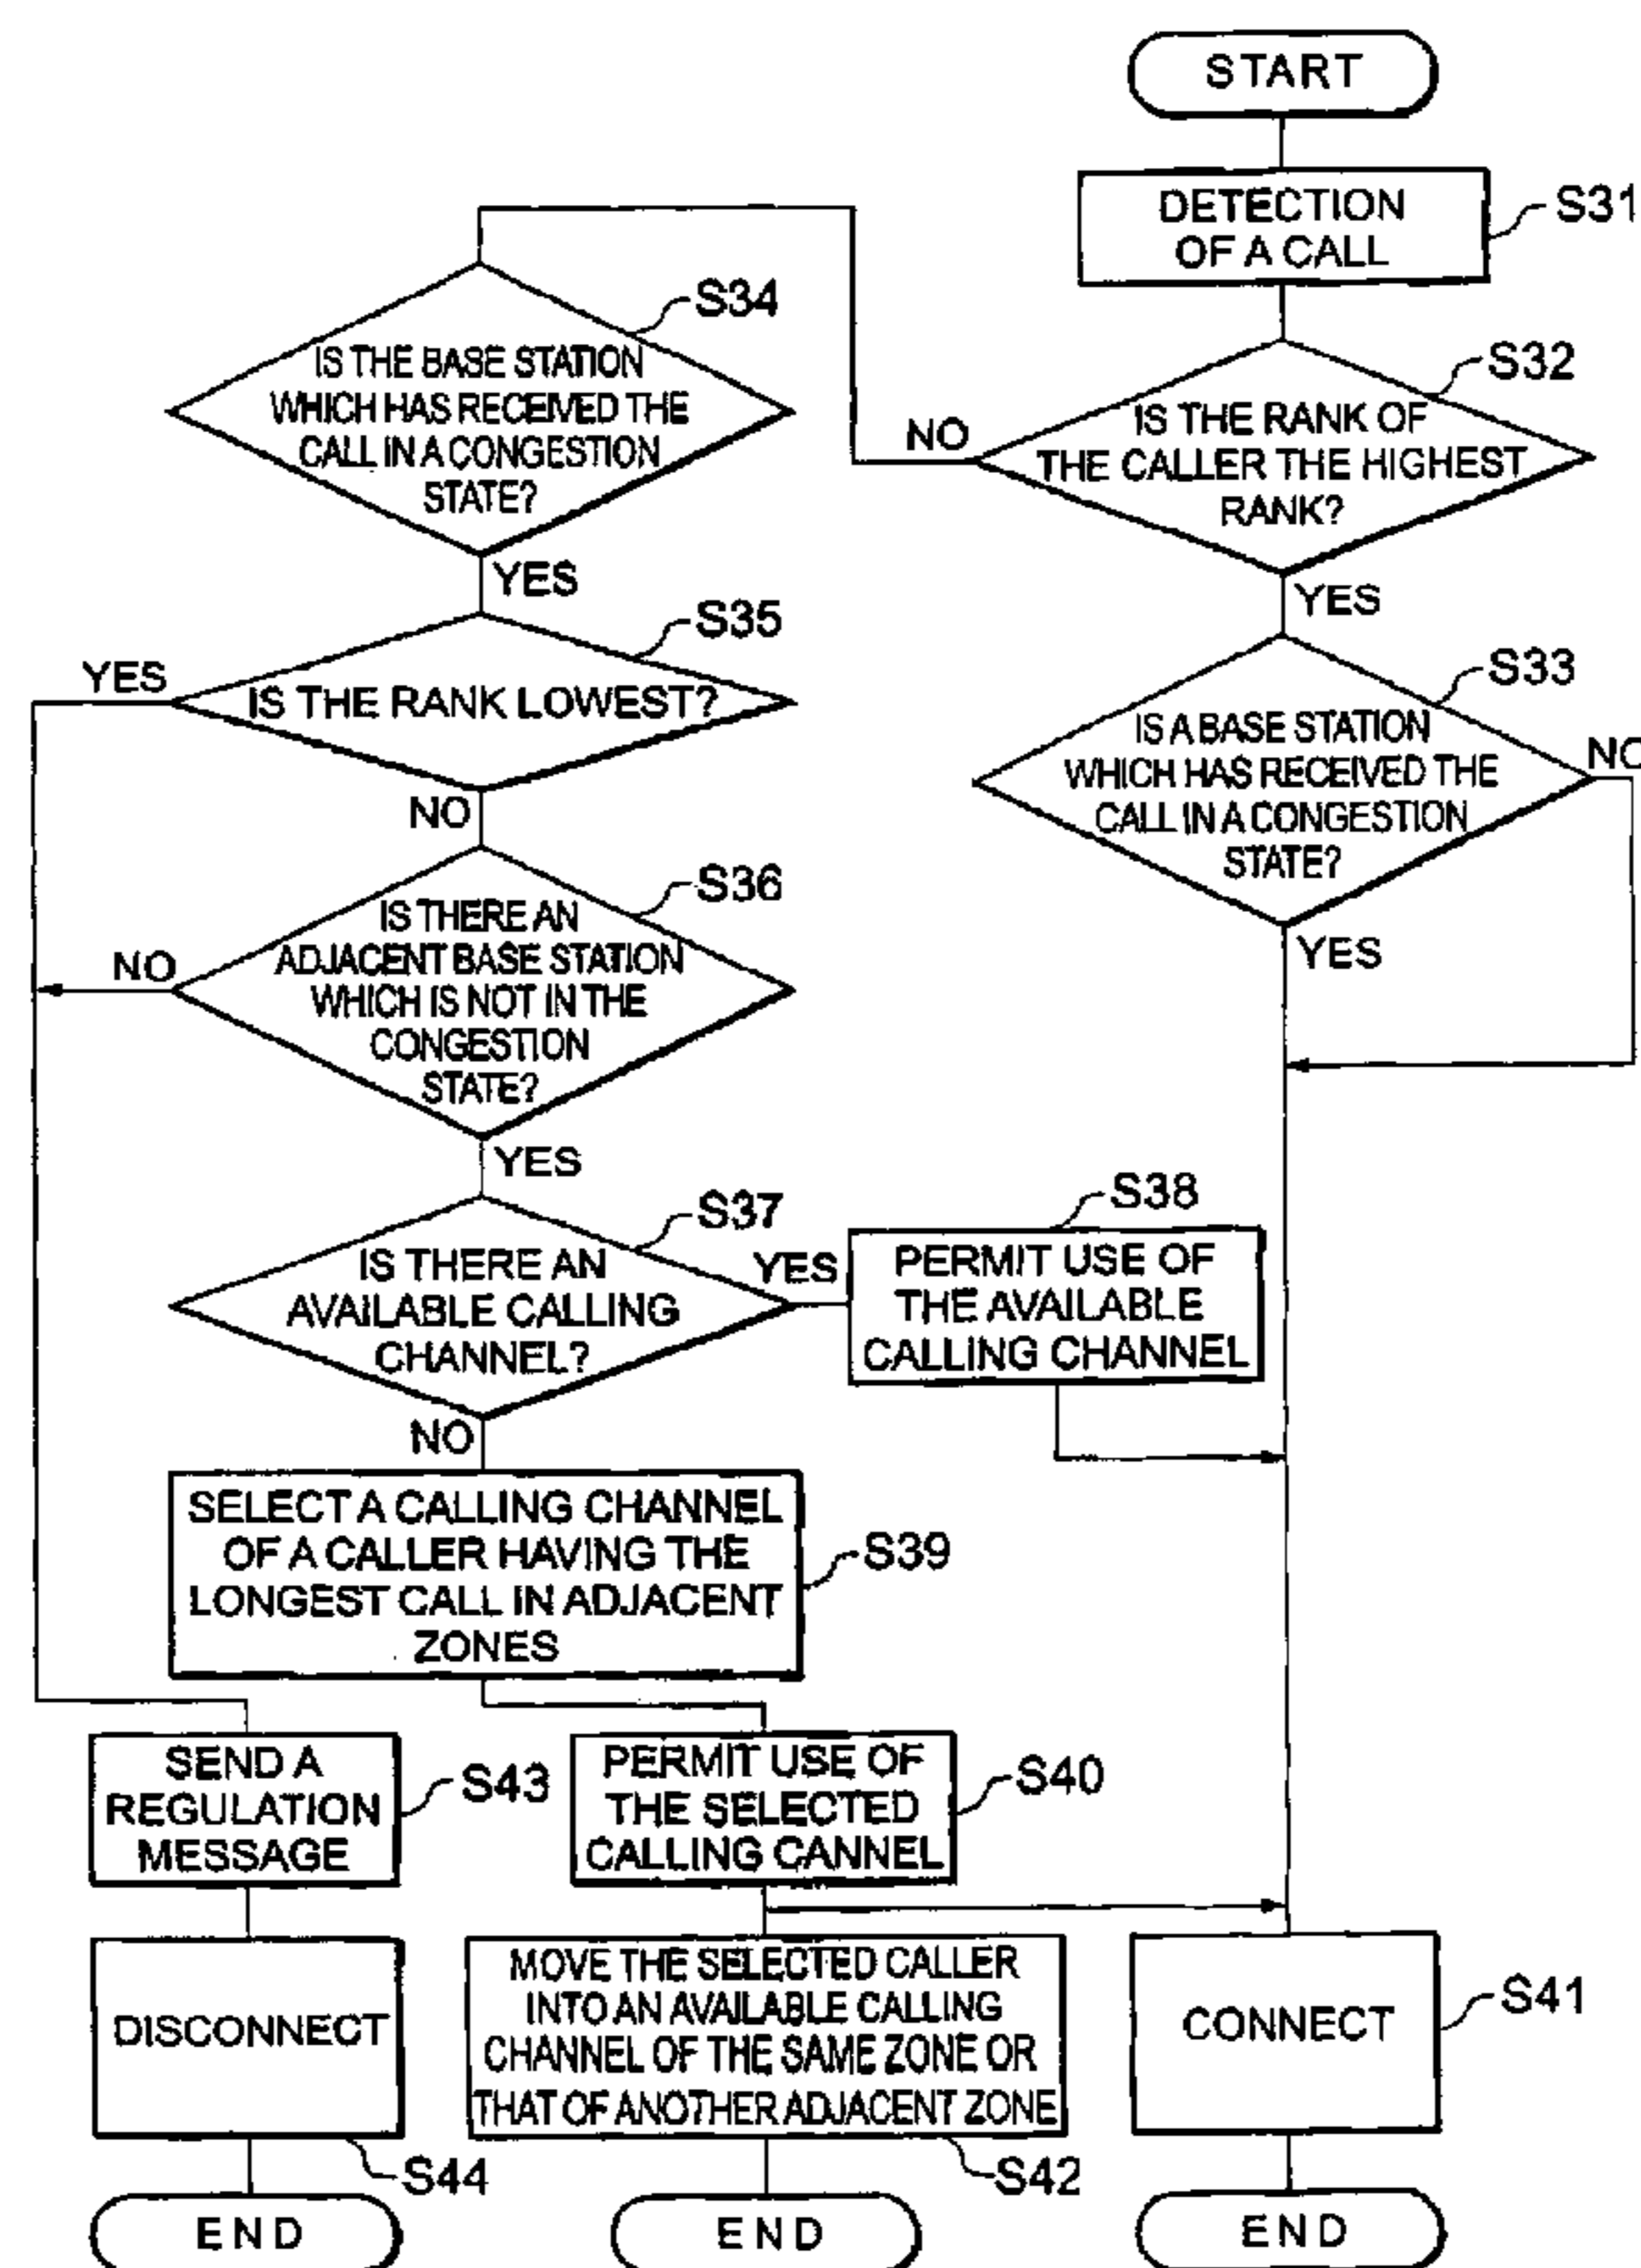 START
DETECTION
OF A CALL
S31
IS THE RANK OF
THE CALLER THE HIGHEST
RANK?
S32
NO
YES
IS A BASE STATION
WHICH HAS RECEIVED THE
CALL IN A CONGESTION
STATE?
S33
NO
YES
IS THE BASE STATION
WHICH HAS RECEIVED THE
CALL IN A CONGESTION
STATE?
S34
YES
IS THE RANK LOWEST?
S35
YES
NO
IS THERE AN
ADJACENT BASE STATION
WHICH IS NOT IN THE
CONGESTION
STATE?
S36
NO
YES
IS THERE AN
AVAILABLE CALLING
CHANNEL?
S37
YES
NO
PERMIT USE OF
THE AVAILABLE
CALLING CHANNEL
S38
SELECT A CALLING CHANNEL
OF A CALLER HAVING THE
LONGEST CALL IN ADJACENT
ZONES
S39
SEND A
REGULATION
MESSAGE
S43
PERMIT USE OF
THE SELECTED
CALLING CANNEL
S40
DISCONNECT
S44
MOVE THE SELECTED CALLER
INTO AN AVAILABLE CALLING
CHANNEL OF THE SAME ZONE OR
THAT OF ANOTHER ADJACENT ZONE
S42
CONNECT
S41
END
END
END